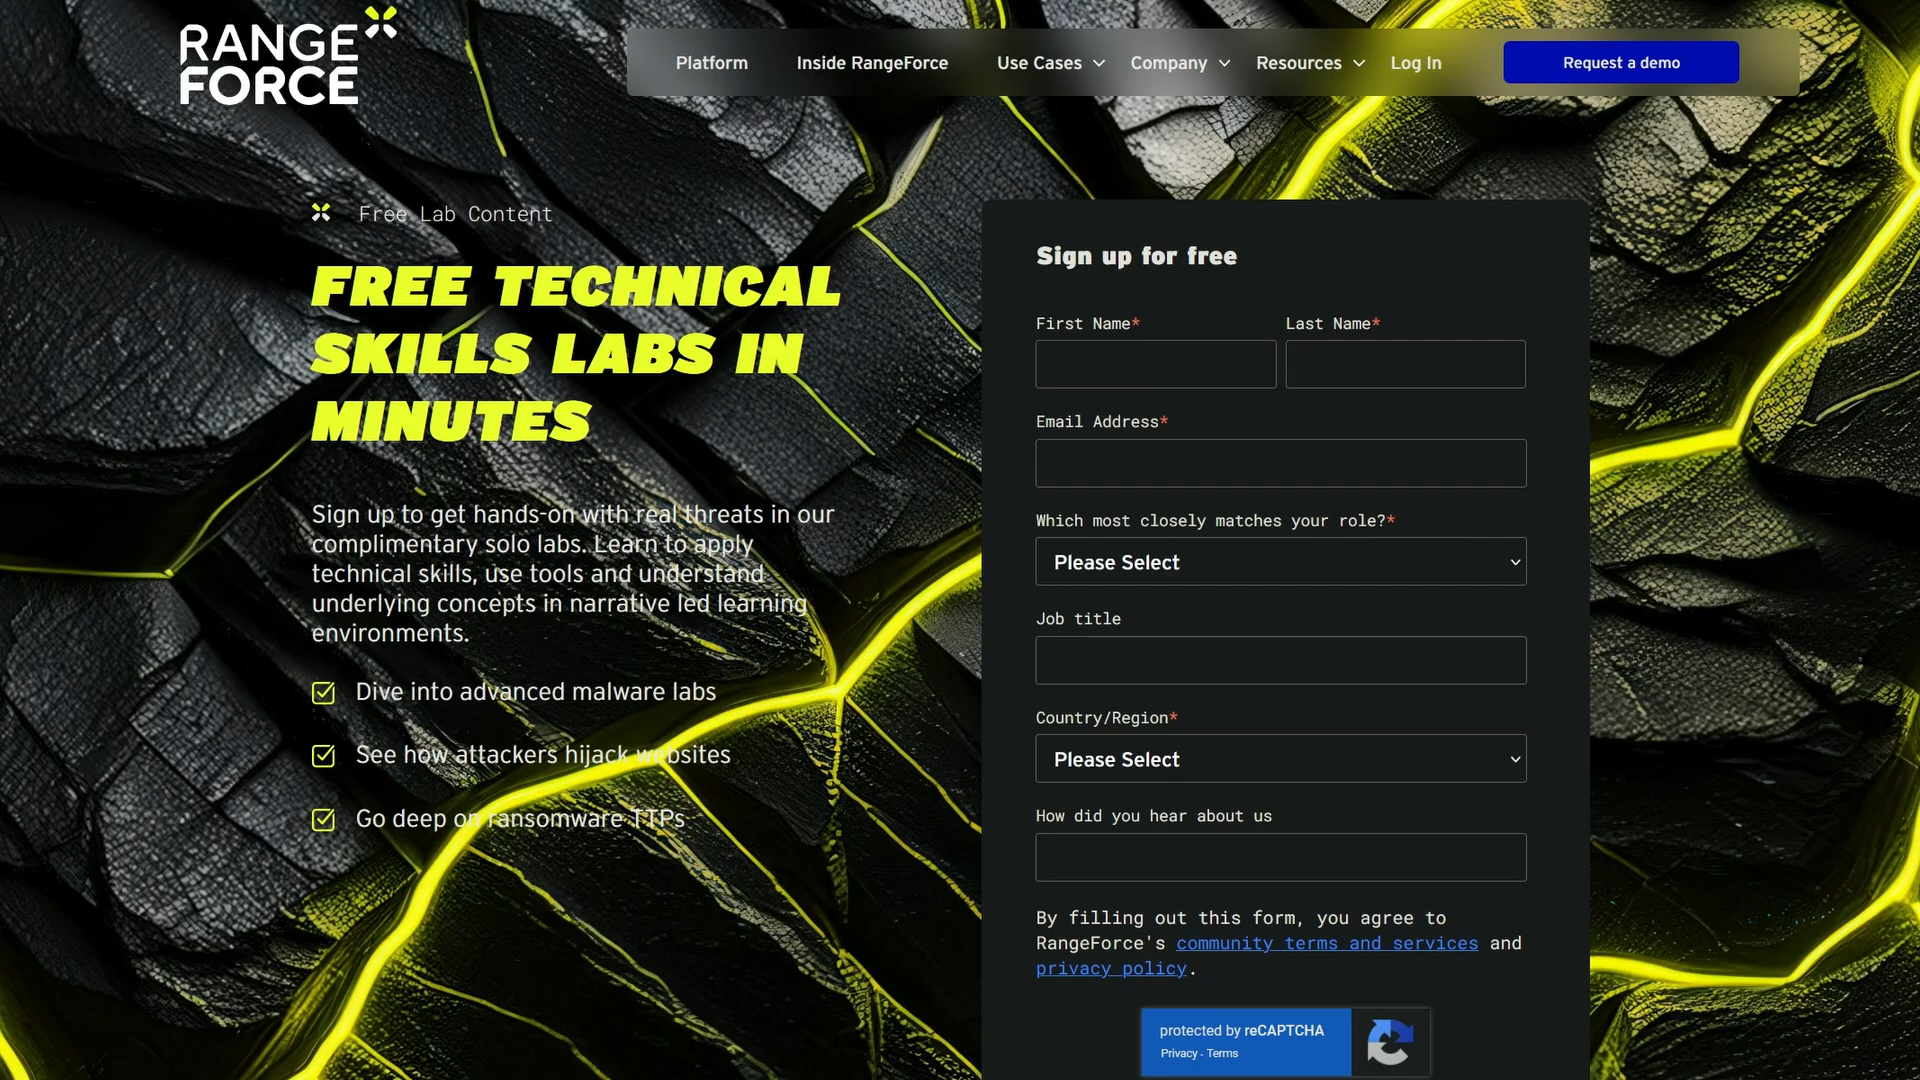 RANGE
FORCE
Platform
Inside RangeForce
Use Cases
Company
Resources
Log In
Request a demo
Free Lab Content
FREE TECHNICAL
SKILLS LABS IN
MINUTES
Sign up to get hands-on with real threats in our
complimentary solo labs. Learn to apply
technical skills, use tools and understand
underlying concepts in narrative led learning
environments.
Dive into advanced malware labs
See how attackers hijack websites
Go deep on ransomware TTPs
Sign up for free
First Name*
Last Name*
Email Address*
Which most closely matches your role?*
Please Select
Job title
Country/Region*
Please Select
How did you hear about us
By filling out this form, you agree to
RangeForce's community terms and services and
privacy policy.
protected by reCAPTCHA
Privacy - Terms